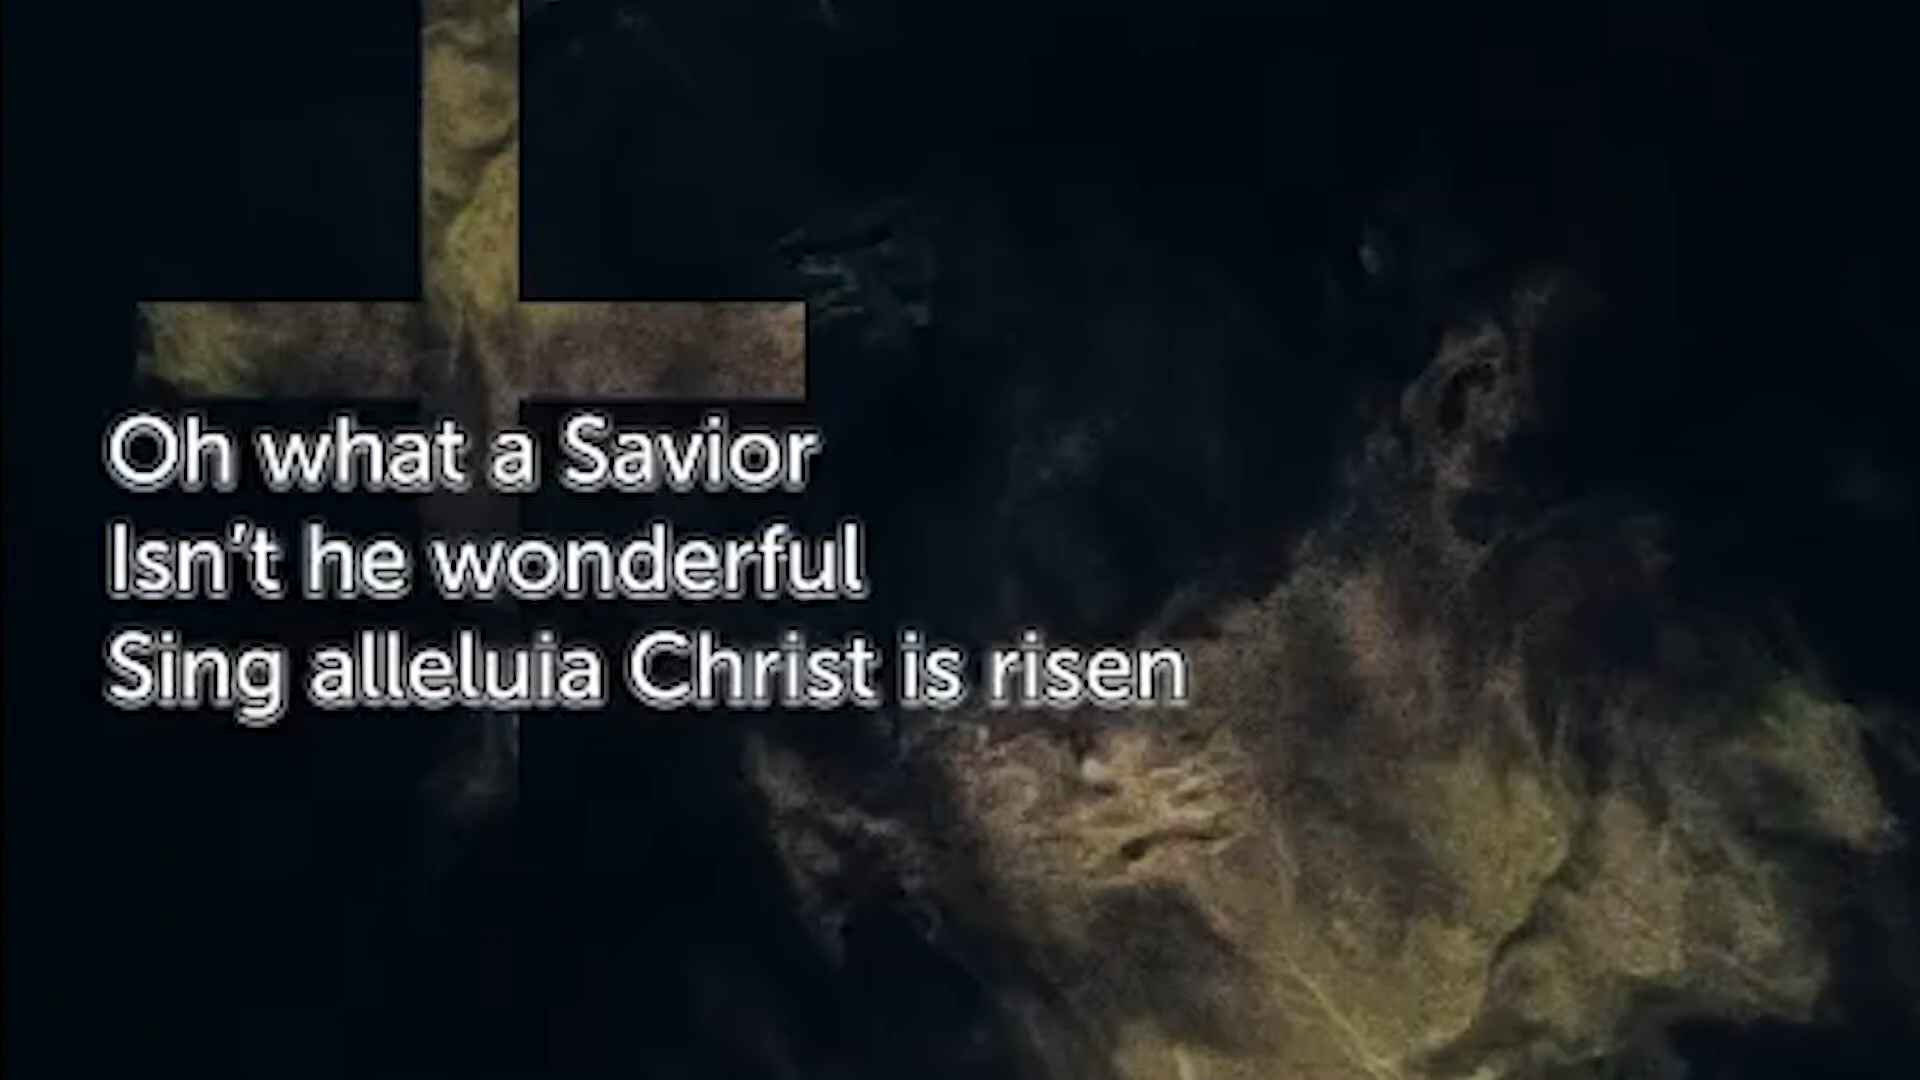 Oh what a Savior
Isn't he wonderful
Sing alleluia Christ is risen